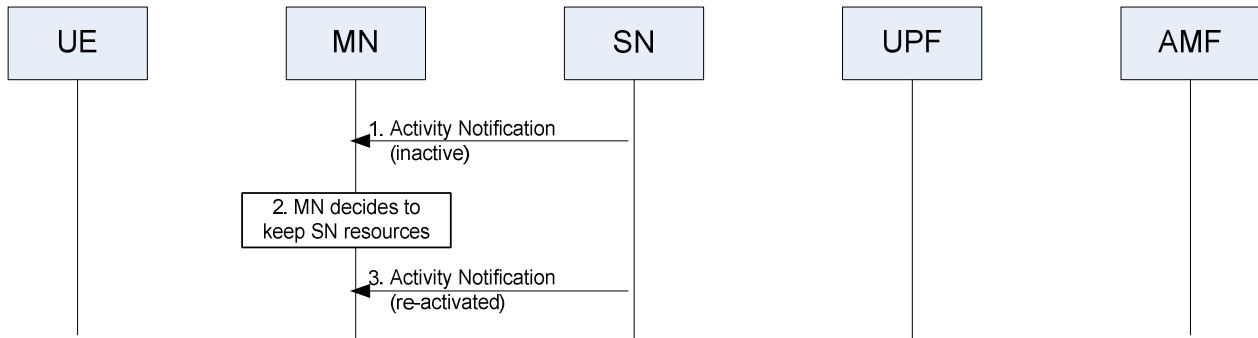 UE
MN
SN
UPF
AMF
1. Activity Notification
(inactive)
2. MN decides to
keep SN resources
3. Activity Notification
(re-activated)